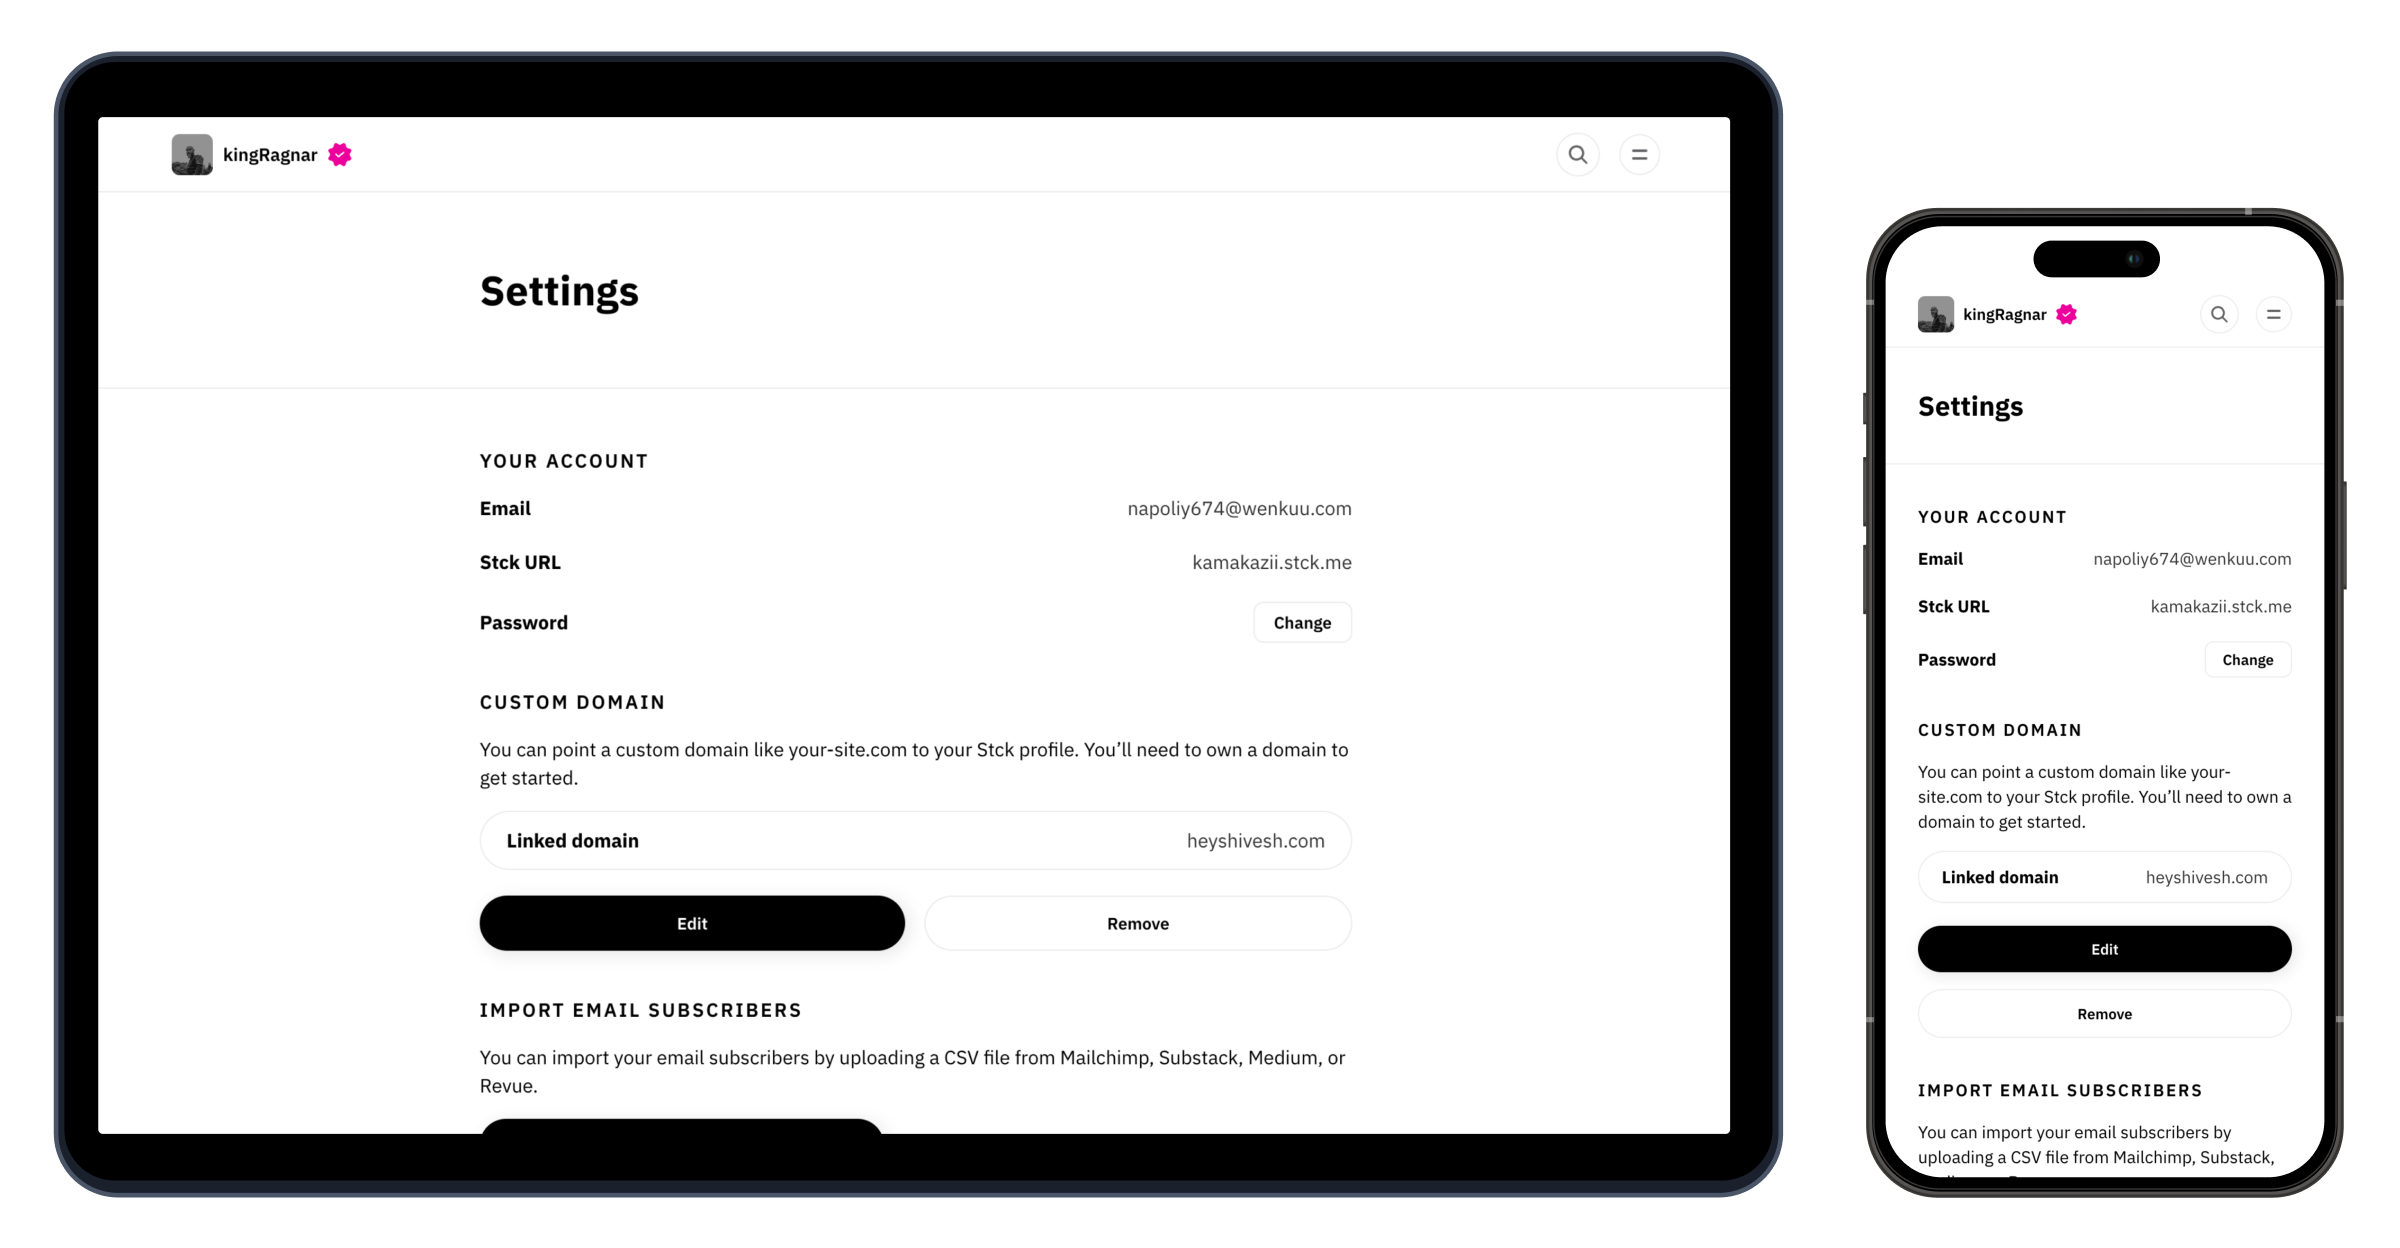 kingRagnar
Settings
YOUR ACCOUNT
Email napoliy674@wenkuu.com
Stck URL kamakazii.stck.me
Password Change
CUSTOM DOMAIN
You can point a custom domain like your-site.com to your Stck profile. You’ll need to own a domain to
get started.
Linked domain heyshivesh.com
Edit Remove
IMPORT EMAIL SUBSCRIBERS
You can import your email subscribers by uploading a CSV file from Mailchimp, Substack, Medium, or
Revue.
kingRagnar
Settings
YOUR ACCOUNT
Email napoliy674@wenkuu.com
Stck URL kamakazii.stck.me
Password Change
CUSTOM DOMAIN
You can point a custom domain like your-
site.com to your Stck profile. You’ll need to own a
domain to get started.
Linked domain heyshivesh.com
Edit
Remove
IMPORT EMAIL SUBSCRIBERS
You can import your email subscribers by
uploading a CSV file from Mailchimp, Substack,